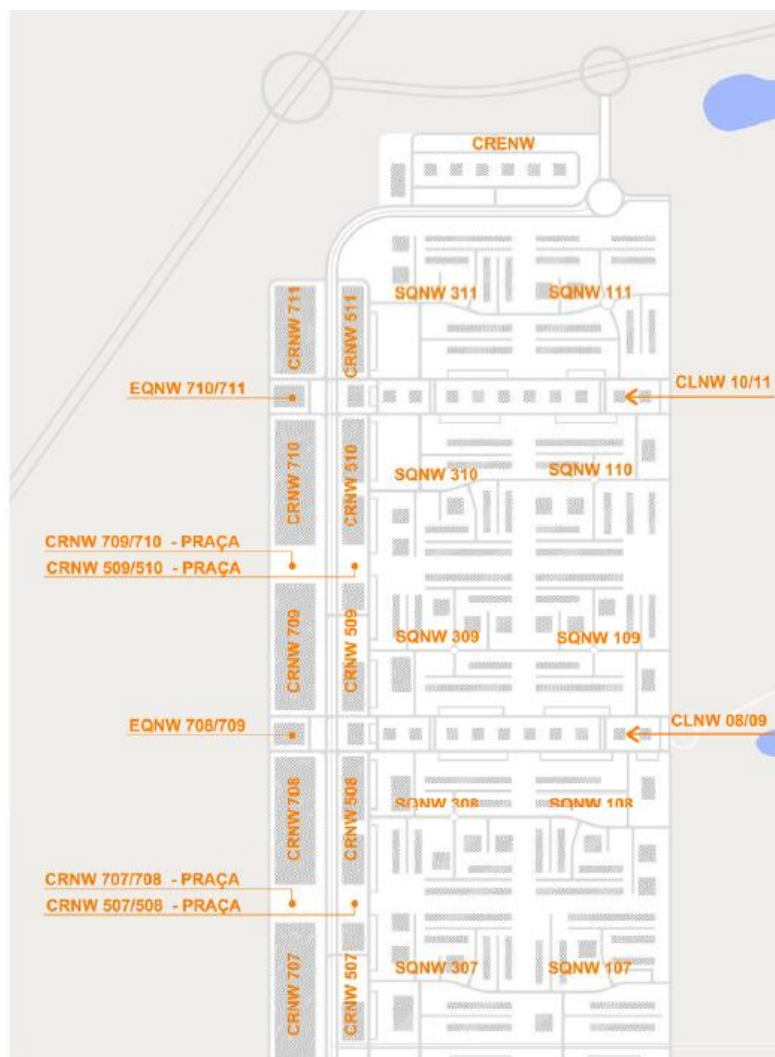 CRENW
CRNW 711
CRNW 511
SQNW 311
SQNW 111
EQNW 710/711
CLNW 10/11
CRNW 710
CRNW 510
SQNW 310
SQNW 110
CRNW 709/710 - PRAÇA
CRNW 509/510 - PRAÇA
CRNW 709
CRNW 509
SQNW 309
SQNW 109
EQNW 708/709
CLNW 08/09
CRNW 708
CRNW 508
SQNW 308
SQNW 108
CRNW 707/708 - PRAÇA
CRNW 507/508 - PRAÇA
CRNW 707
CRNW 507
SQNW 307
SQNW 107